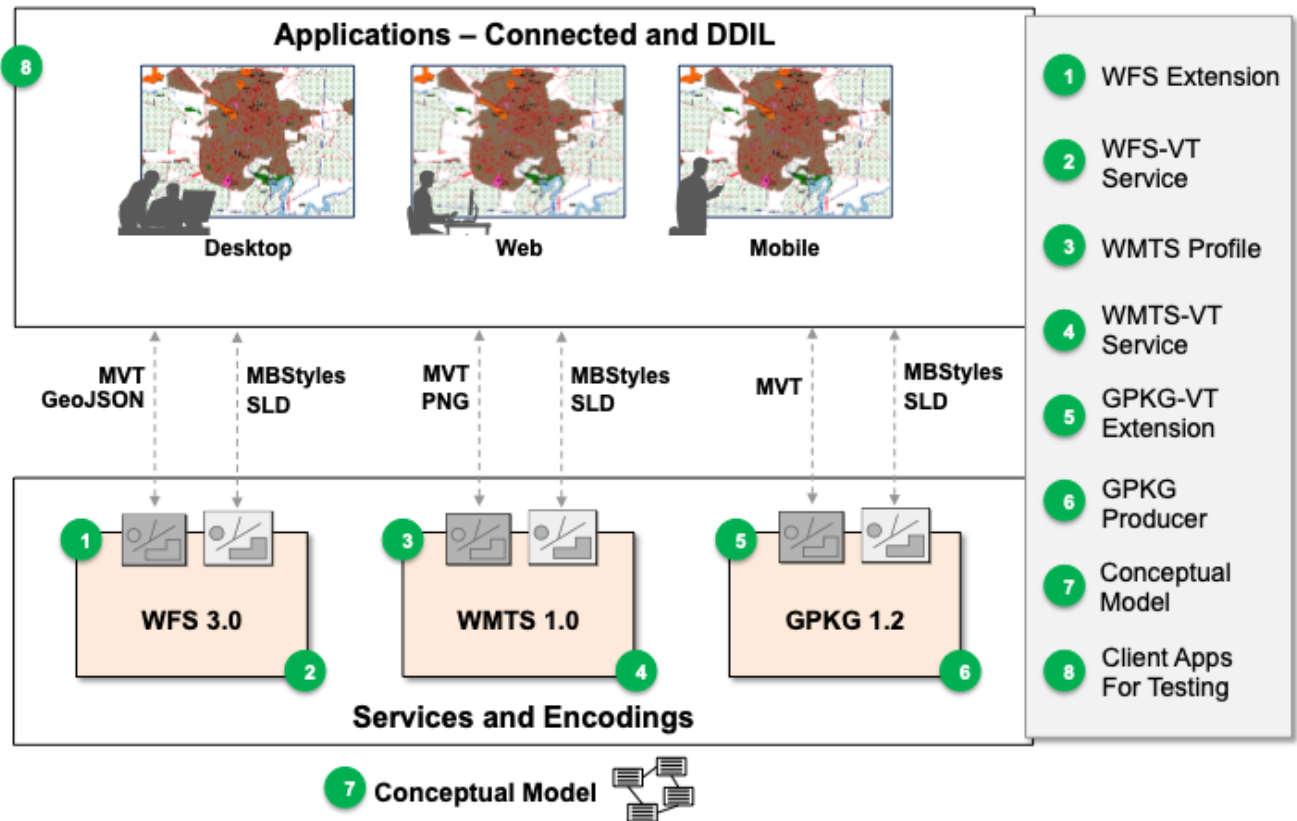 Applications – Connected and DDIL
8
Desktop
Web
Mobile
MVT
GeoJSON
MBStyles
SLD
MVT
PNG
MBStyles
SLD
MVT
MBStyles
SLD
1
3
5
WFS 3.0
WMTS 1.0
GPKG 1.2
2
4
6
Services and Encodings
7
Conceptual Model
1
WFS Extension
2
WFS-VT
Service
3
WMTS Profile
4
WMTS-VT
Service
5
GPKG-VT
Extension
6
GPKG
Producer
7
Conceptual
Model
8
Client Apps
For Testing